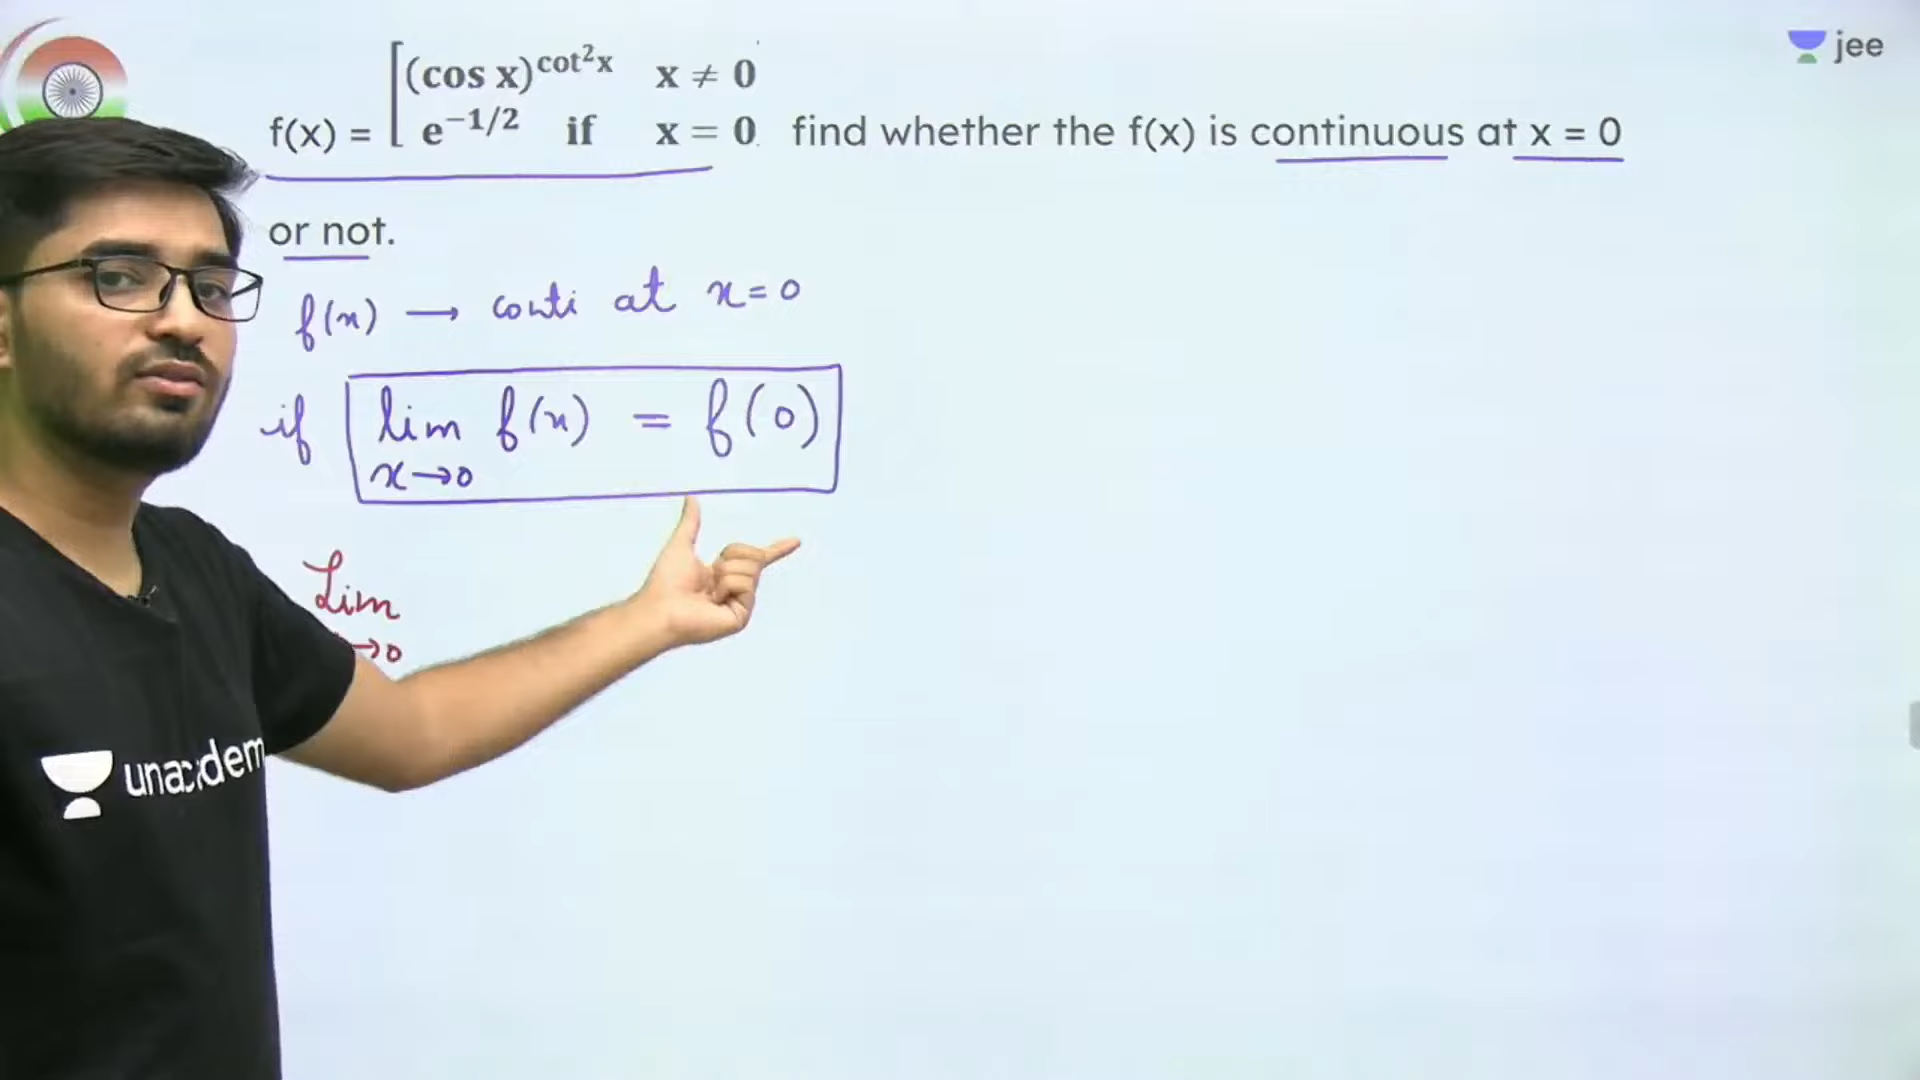 jee
(cos x)^cot²x x ≠ 0
f(x) = [ e^−1/2 if x = 0 find whether the f(x) is continuous at x = 0
or not.
f(x) → conti at x = 0
if lim f(x) = f(0)
x→0
Lim
→0
unacadem